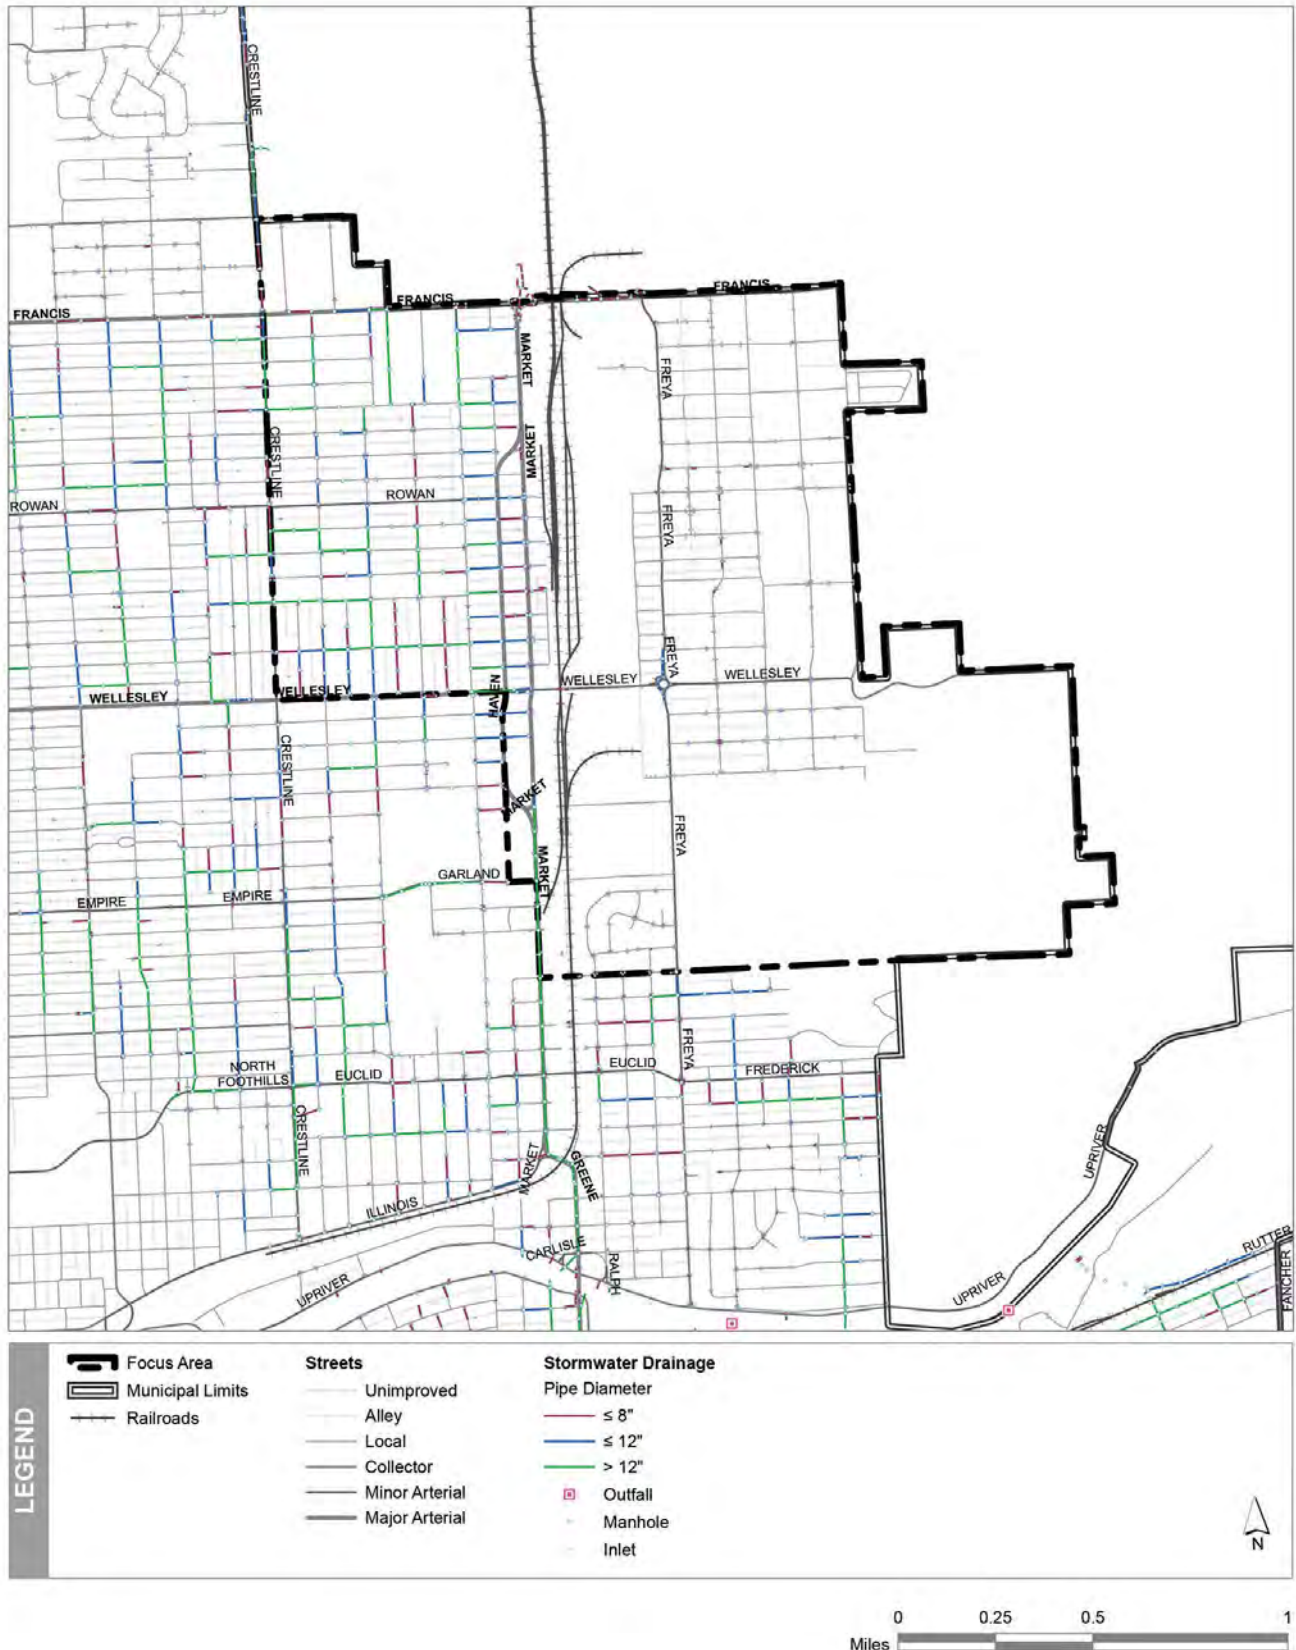 CRESTLINE
FRANCIS
FRANCIS
FRANCIS
MARKET
FREYA
MARKET
CRESTLINE
ROWAN
ROWAN
FREYA
FREYA
WELLESLEY
WELLESLEY
WELLESLEY
WELLESLEY
HAVEN
CRESTLINE
MARKET
FREYA
MARKET
GARLAND
EMPIRE
EMPIRE
FREYA
NORTH
FOOTHILLS
EUCLID
EUCLID
FREDERICK
CRESTLINE
MARKET
GREENE
UPRIVER
ILLINOIS
CARLISLE
RALPH
UPRIVER
UPRIVER
RUTTER
FANCHER
LEGEND
Focus Area
Municipal Limits
Railroads
Streets
Unimproved
Alley
Local
Collector
Minor Arterial
Major Arterial
Stormwater Drainage
Pipe Diameter
≤ 8"
≤ 12"
> 12"
Outfall
Manhole
Inlet
N
0 0.25 0.5 1
Miles